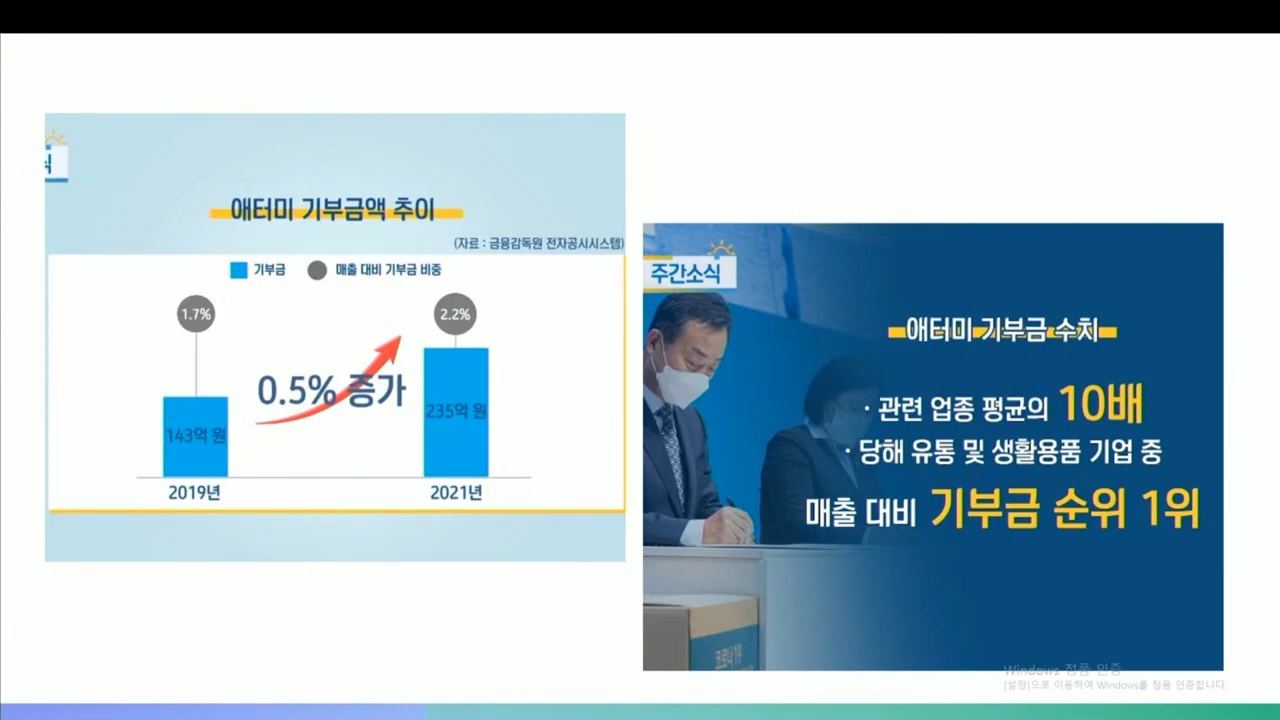 식
애터미 기부금액 추이
(자료 : 금융감독원 전자공시시스템)
기부금
매출 대비 기부금 비중
1.7%
2.2%
0.5% 증가
143억 원
235억 원
2019년
2021년
주간소식
애터미 기부금 수치
· 관련 업종 평균의 10배
· 당해 유통 및 생활용품 기업 중
매출 대비 기부금 순위 1위
코로나19
Windows 정품 인증
[설정]으로 이동하여 Windows를 정품 인증합니다.